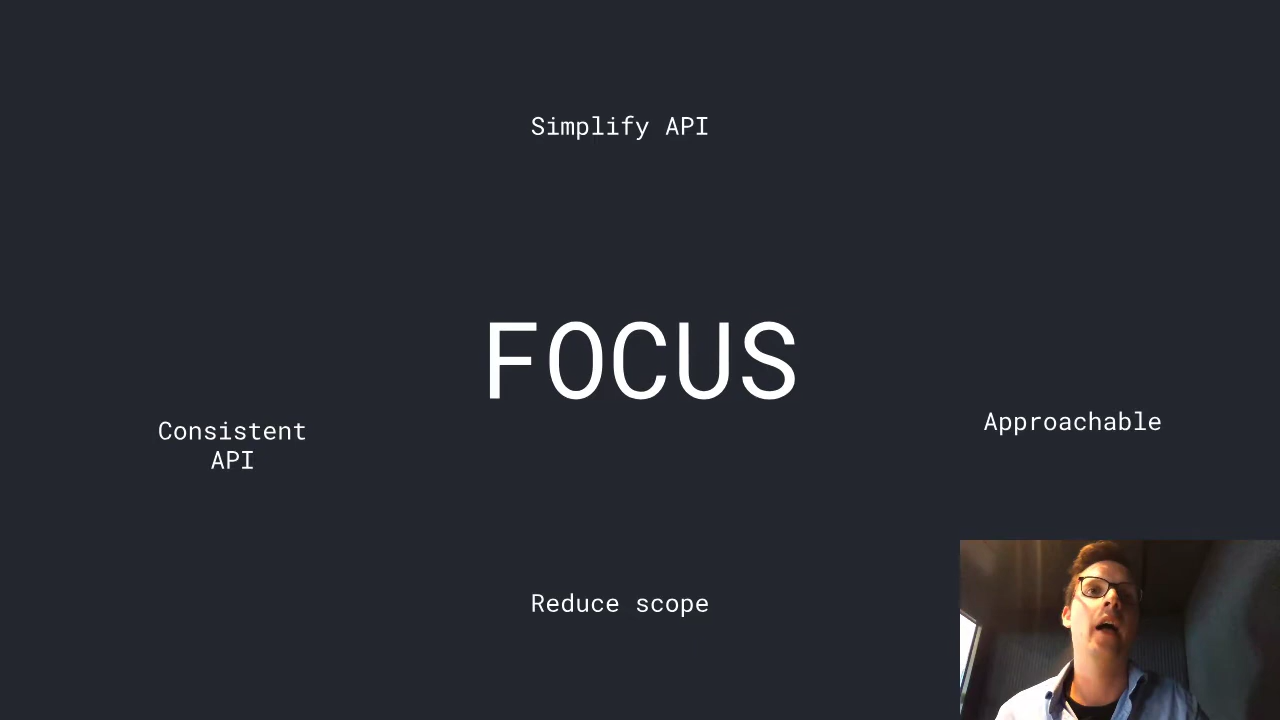 Simplify API
FOCUS
Consistent
API
Approachable
Reduce scope